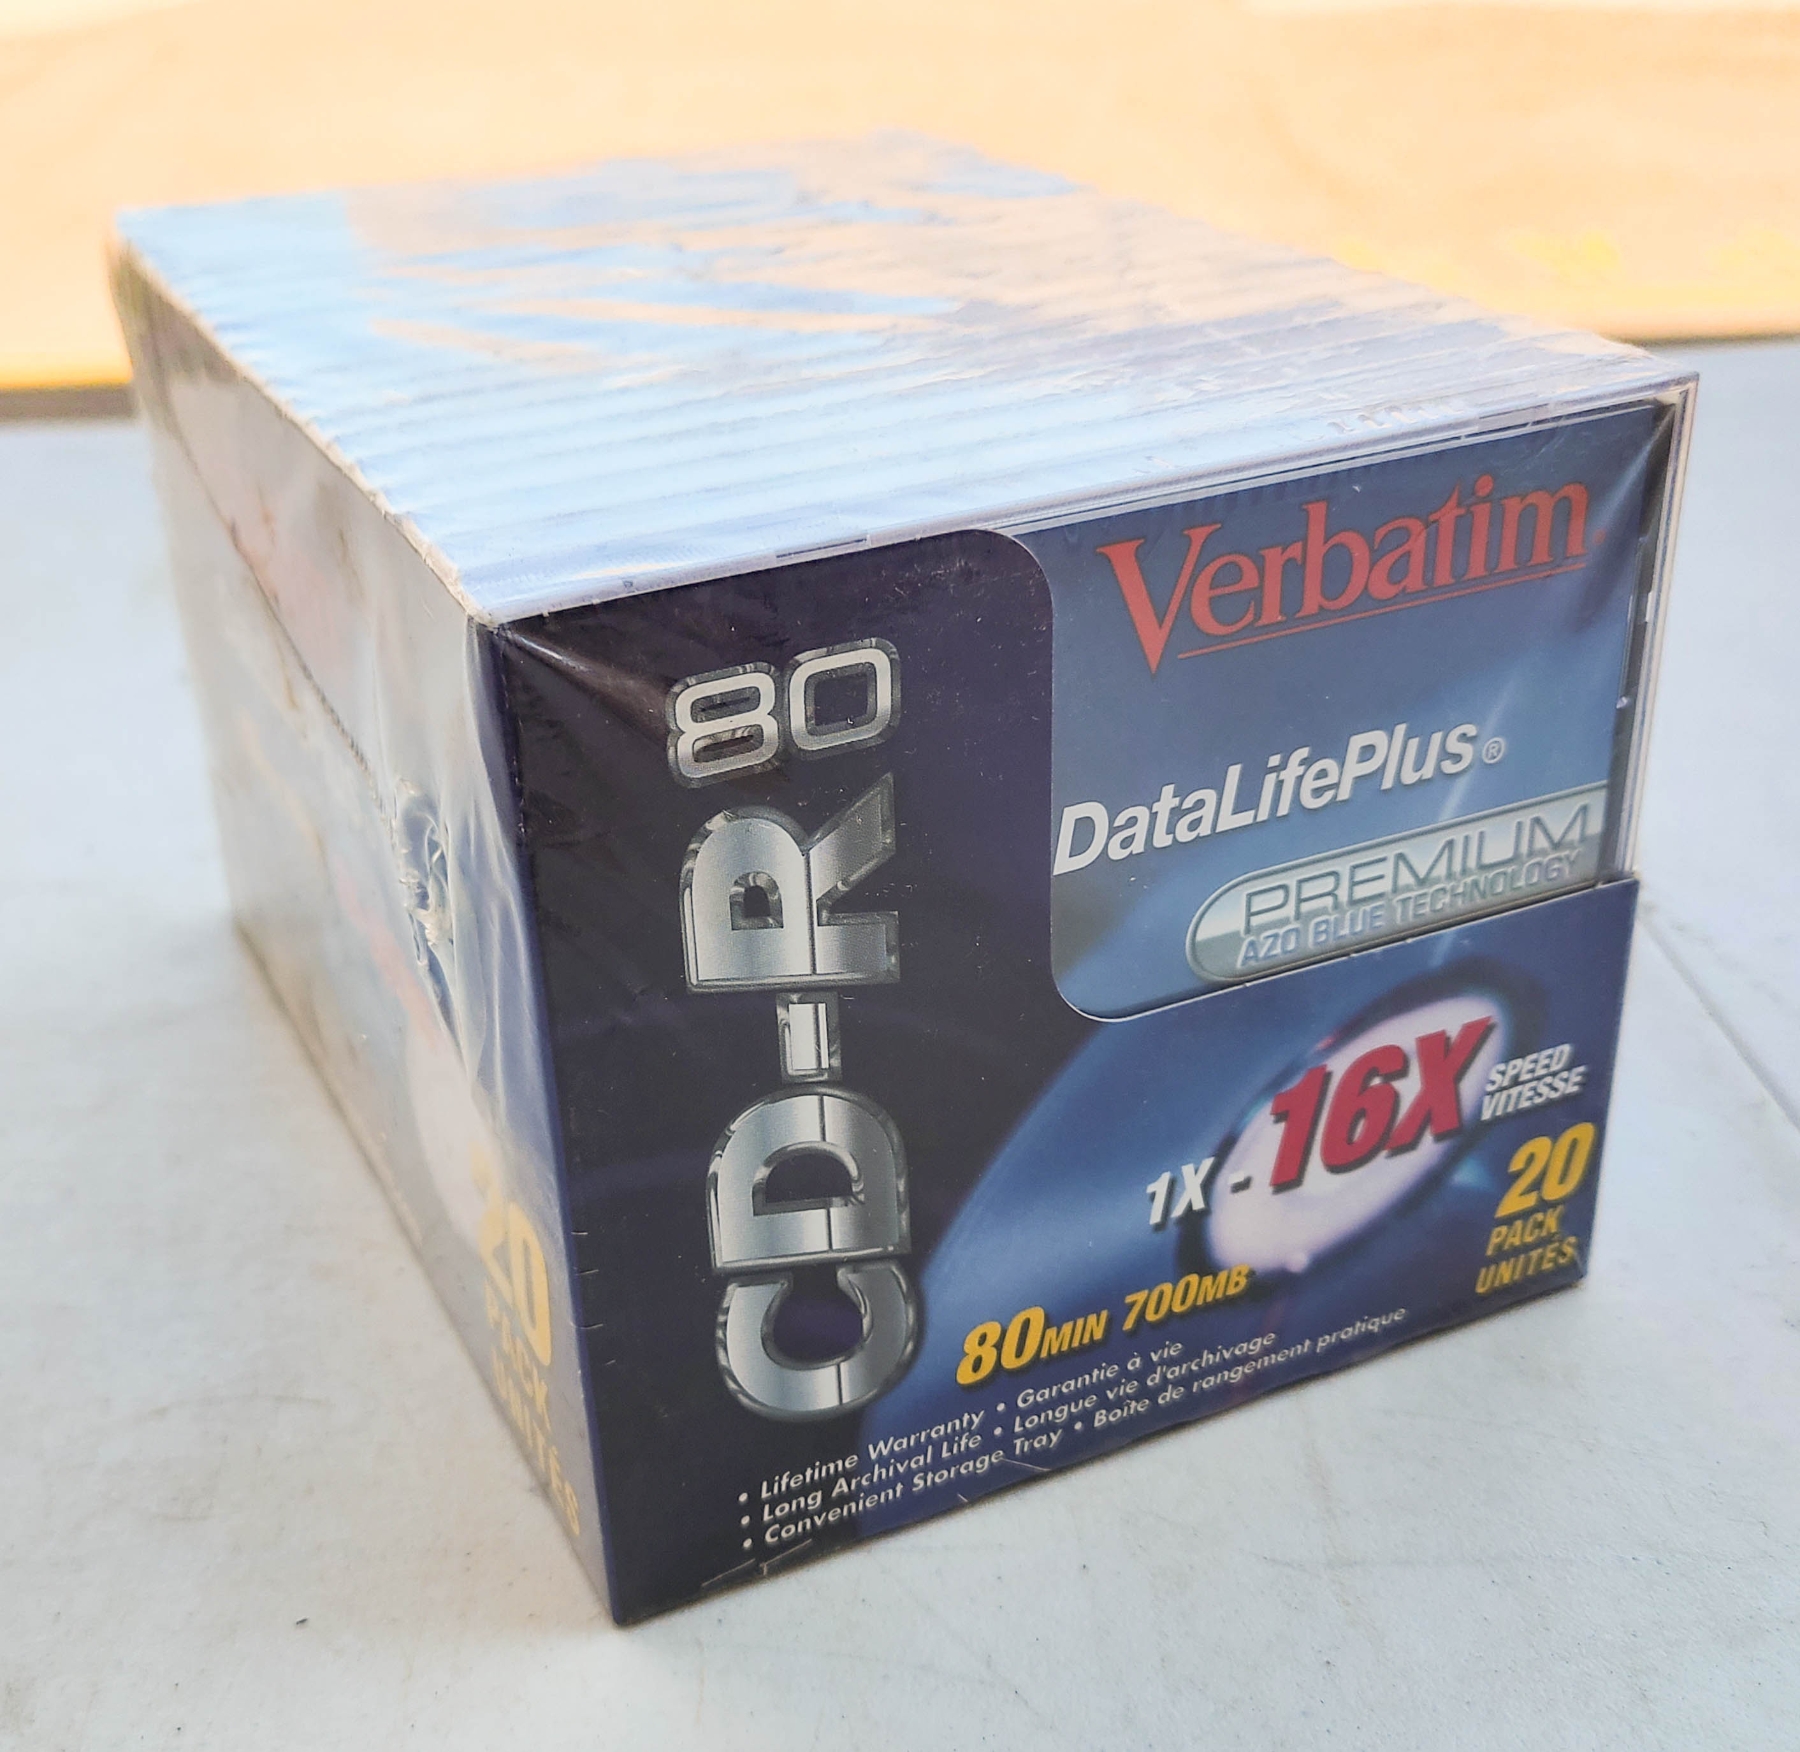 Verbatim
DataLifePlus®
PREMIUM
AZO BLUE TECHNOLOGY
CD-R 80
1X - 16X SPEED
VITESSE
20
PACK
UNITÉS
80MIN 700MB
• Lifetime Warranty • Garantie à vie
• Long Archival Life • Longue vie d'archivage
• Convenient Storage Tray • Boîte de rangement pratique
20
PACK
UNITÉS